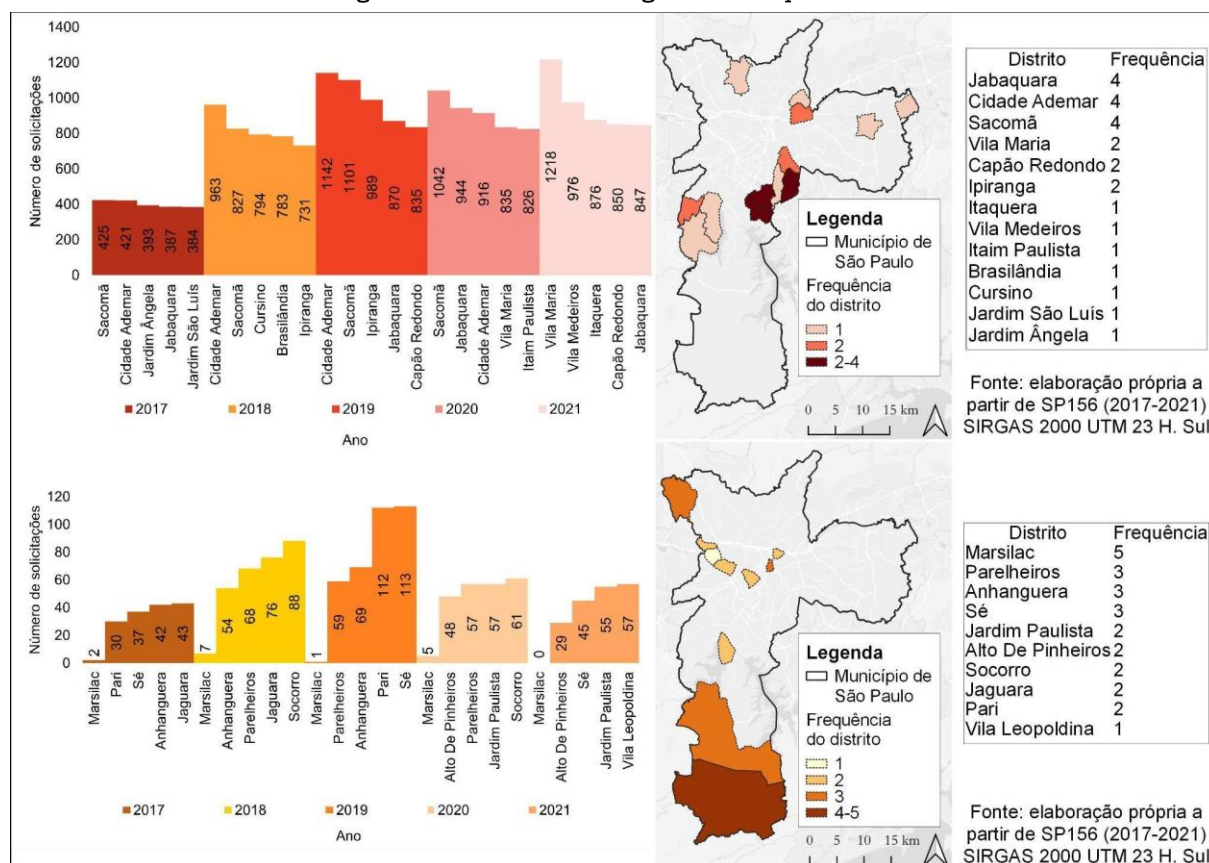 1400
1200
1000
800
600
400
200
0
Número de solicitações
425
421
393
387
384
963
827
794
783
731
1142
1101
989
870
835
1042
944
916
835
826
1218
976
876
850
847
Sacomã
Cidade Ademar
Jardim Ângela
Jabaquara
Jardim São Luís
Cidade Ademar
Sacomã
Cursino
Brasilândia
Ipiranga
Cidade Ademar
Sacomã
Ipiranga
Jabaquara
Capão Redondo
Sacomã
Jabaquara
Cidade Ademar
Vila Maria
Itaim Paulista
Vila Maria
Vila Medeiros
Itaquera
Capão Redondo
Jabaquara
2017 2018 2019 2020 2021
Ano
Legenda
Município de
São Paulo
Frequência
do distrito
1
2
2-4
0 5 10 15 km
Distrito Frequência
Jabaquara 4
Cidade Ademar 4
Sacomã 4
Vila Maria 2
Capão Redondo 2
Ipiranga 2
Itaquera 1
Vila Medeiros 1
Itaim Paulista 1
Brasilândia 1
Cursino 1
Jardim São Luís 1
Jardim Ângela 1
Fonte: elaboração própria a
partir de SP156 (2017-2021)
SIRGAS 2000 UTM 23 H. Sul
120
100
80
60
40
20
0
Número de solicitações
2
30
37
42
43
7
54
68
76
88
1
59
69
112
113
5
48
57
57
61
0
29
45
55
57
Marsilac
Pari
Sé
Anhanguera
Jaguara
Marsilac
Anhanguera
Parelheiros
Jaguara
Socorro
Marsilac
Parelheiros
Anhanguera
Pari
Sé
Marsilac
Alto De Pinheiros
Parelheiros
Jardim Paulista
Socorro
Marsilac
Alto De Pinheiros
Sé
Jardim Paulista
Vila Leopoldina
2017 2018 2019 2020 2021
Ano
Legenda
Município de
São Paulo
Frequência
do distrito
1
2
3
4-5
0 5 10 15 km
Distrito Frequência
Marsilac 5
Parelheiros 3
Anhanguera 3
Sé 3
Jardim Paulista 2
Alto De Pinheiros 2
Socorro 2
Jaguara 2
Pari 2
Vila Leopoldina 1
Fonte: elaboração própria a
partir de SP156 (2017-2021)
SIRGAS 2000 UTM 23 H. Sul